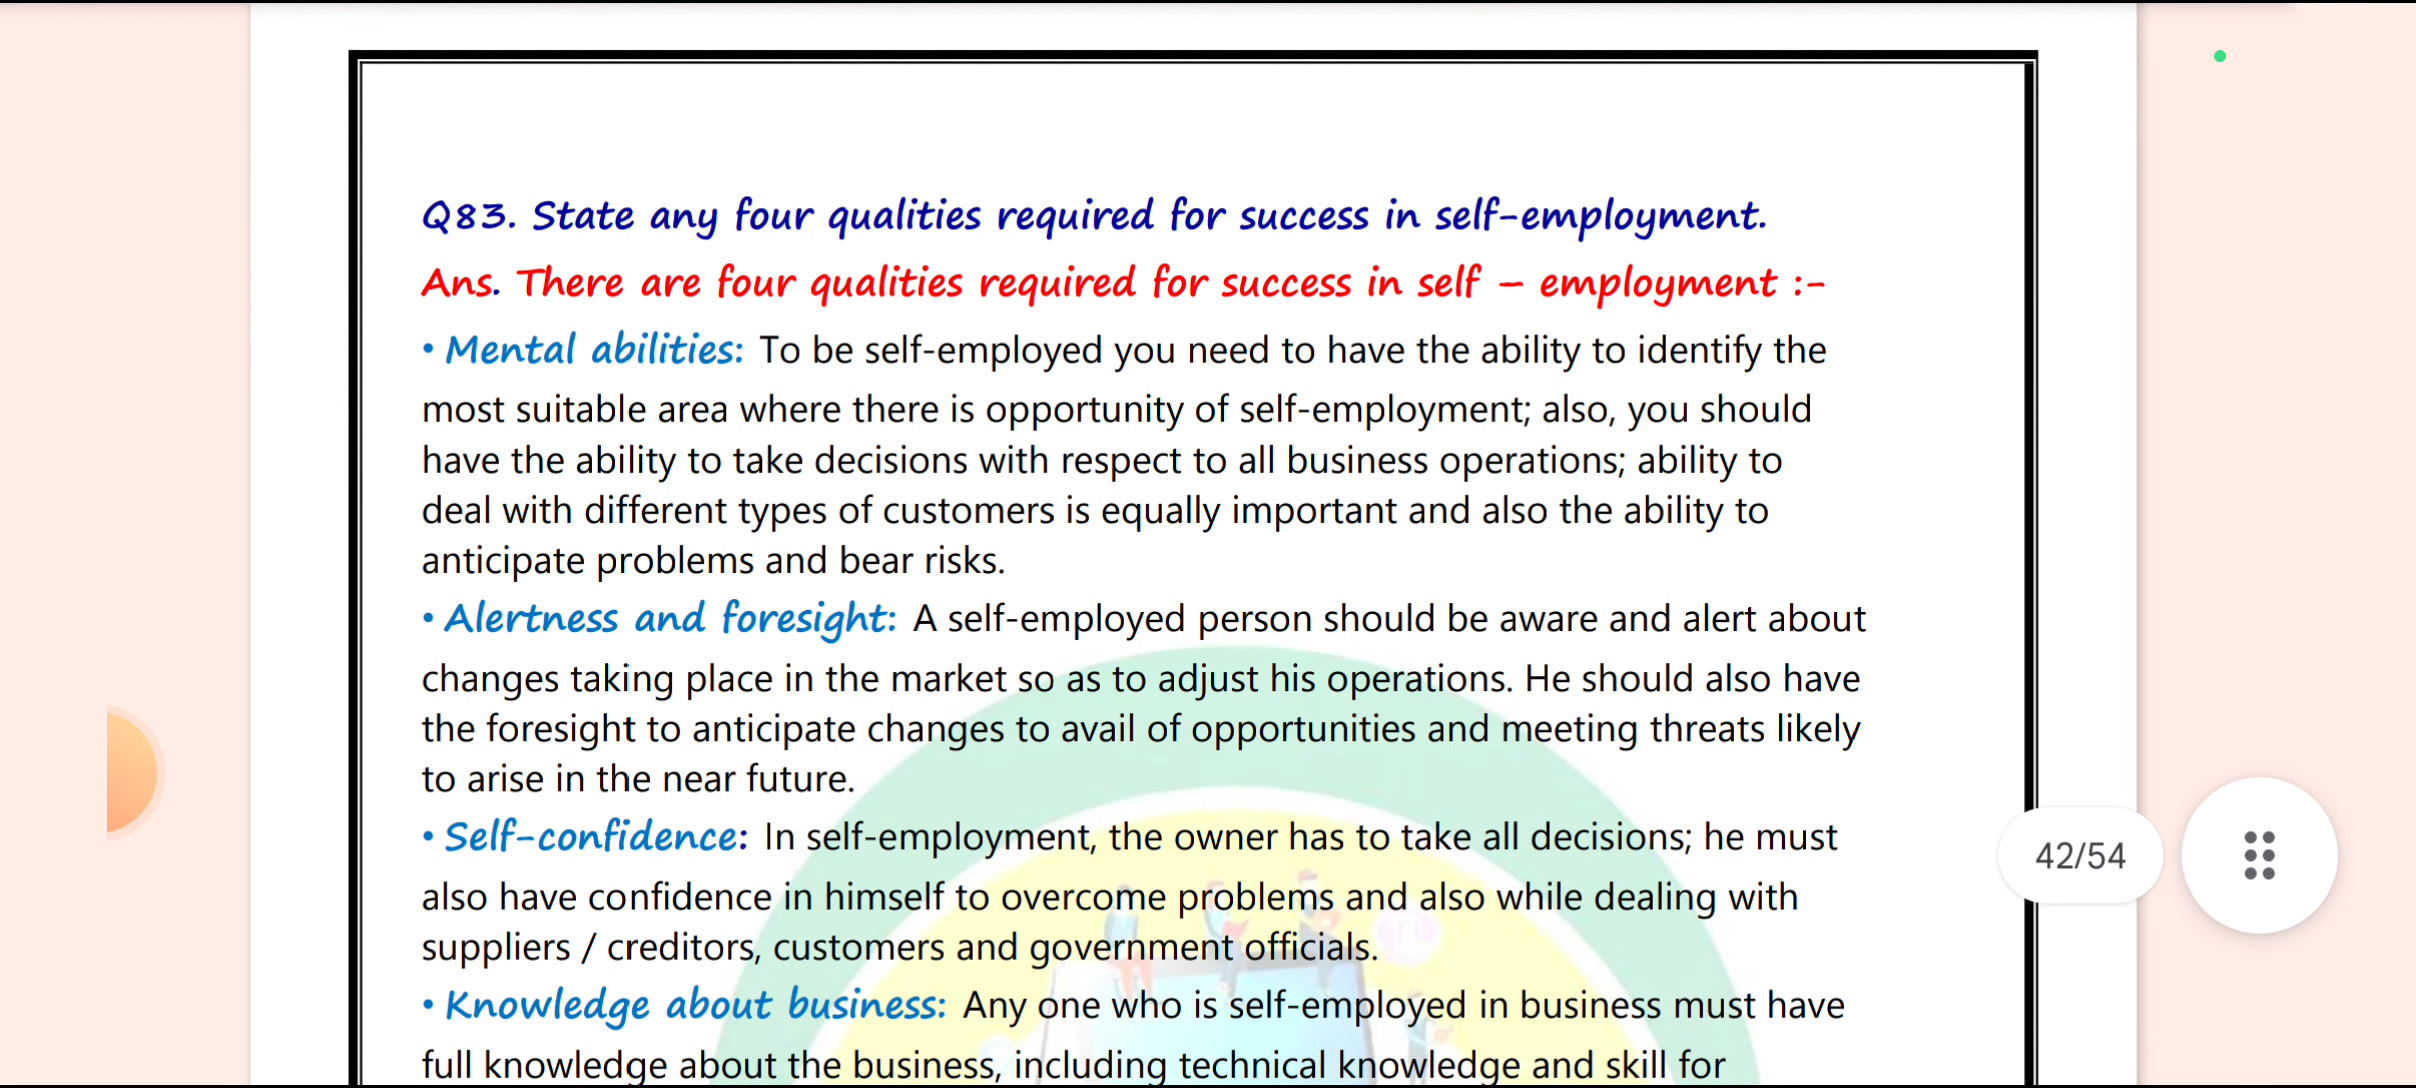 Q83. State any four qualities required for success in self-employment.
Ans. There are four qualities required for success in self – employment :-
• Mental abilities: To be self-employed you need to have the ability to identify the
most suitable area where there is opportunity of self-employment; also, you should
have the ability to take decisions with respect to all business operations; ability to
deal with different types of customers is equally important and also the ability to
anticipate problems and bear risks.
• Alertness and foresight: A self-employed person should be aware and alert about
changes taking place in the market so as to adjust his operations. He should also have
the foresight to anticipate changes to avail of opportunities and meeting threats likely
to arise in the near future.
• Self-confidence: In self-employment, the owner has to take all decisions; he must
also have confidence in himself to overcome problems and also while dealing with
suppliers / creditors, customers and government officials.
• Knowledge about business: Any one who is self-employed in business must have
full knowledge about the business, including technical knowledge and skill for
42/54